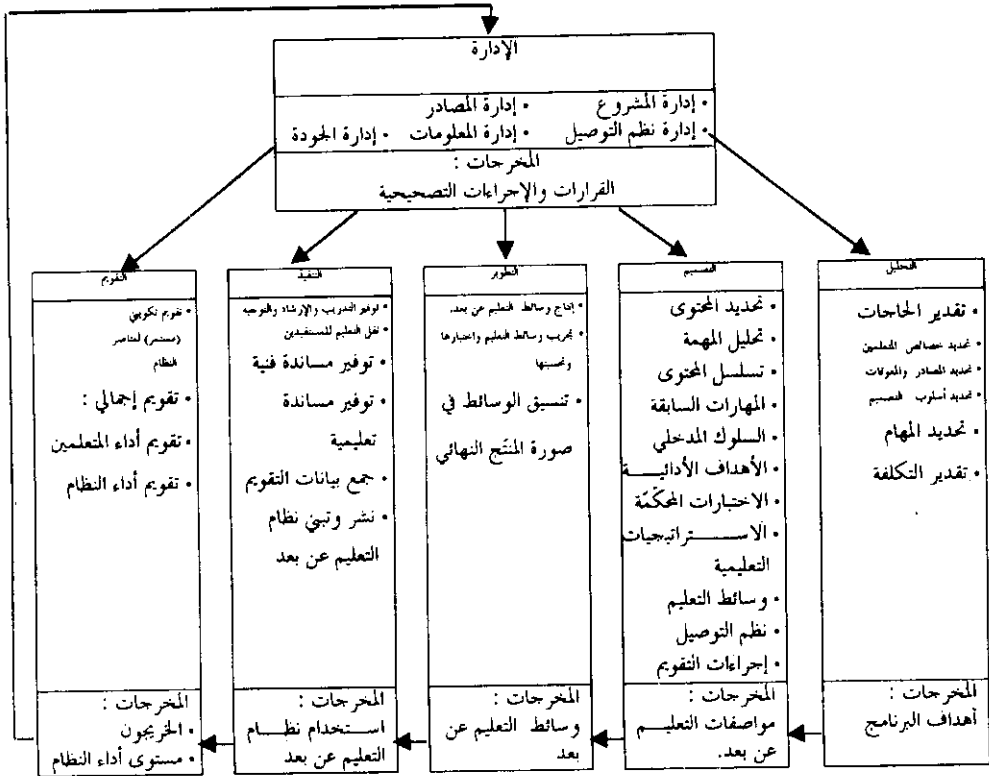 الإدارة
• إدارة المشروع • إدارة المصادر
• إدارة نظم التوصيل • إدارة المعلومات • إدارة الجودة
المخرجات :
القرارات والإجراءات التصحيحية
التحليل
• تقدير الحاجات
• تحديد خصائص المتعلمين
• تحديد المصادر والمعوقات
• تحديد أسلوب التصميم
• تحديد المهام
• تقدير التكلفة
المخرجات :
أهداف البرنامج
التصميم
• تحديد المحتوى
• تحليل المهمة
• تسلسل المحتوى
• المهارات السابقة
• السلوك المدخلي
• الأهداف الأدائيــــة
• الاختبارات المحكّمة
• الاســــتراتيجيات
التعليمية
• وسائط التعليم
• نظم التوصيل
• إجراءات التقويم
المخرجات :
مواصفات التعليـــم
عن بعد.
التطوير
• إنتاج وسائط التعليم عن بعد.
• تجريب وسائط التعليم واختبارها
وتحسينها
• تنسيق الوسائط في
صورة المنتَج النهائي
المخرجات :
وسائط التعليم عن
بعد
التنفيذ
• توفير التدريب والإرشاد والتوجيه
• نقل التعليم للمستفيدين
• توفير مساندة فنية
• توفير مساندة
تعليمية
• جمع بيانات التقويم
• نشر وتبني نظام
التعليم عن بعد
المخرجات :
اســـتخدام نظـــام
التعليم عن بعد
التقويم
• تقويم تكويني
(مستمر) لعناصر
النظام
• تقويم إجمالي :
• تقويم أداء المتعلمين
• تقويم أداء النظام
المخرجات :
• الخريجون
• مستوى أداء النظام